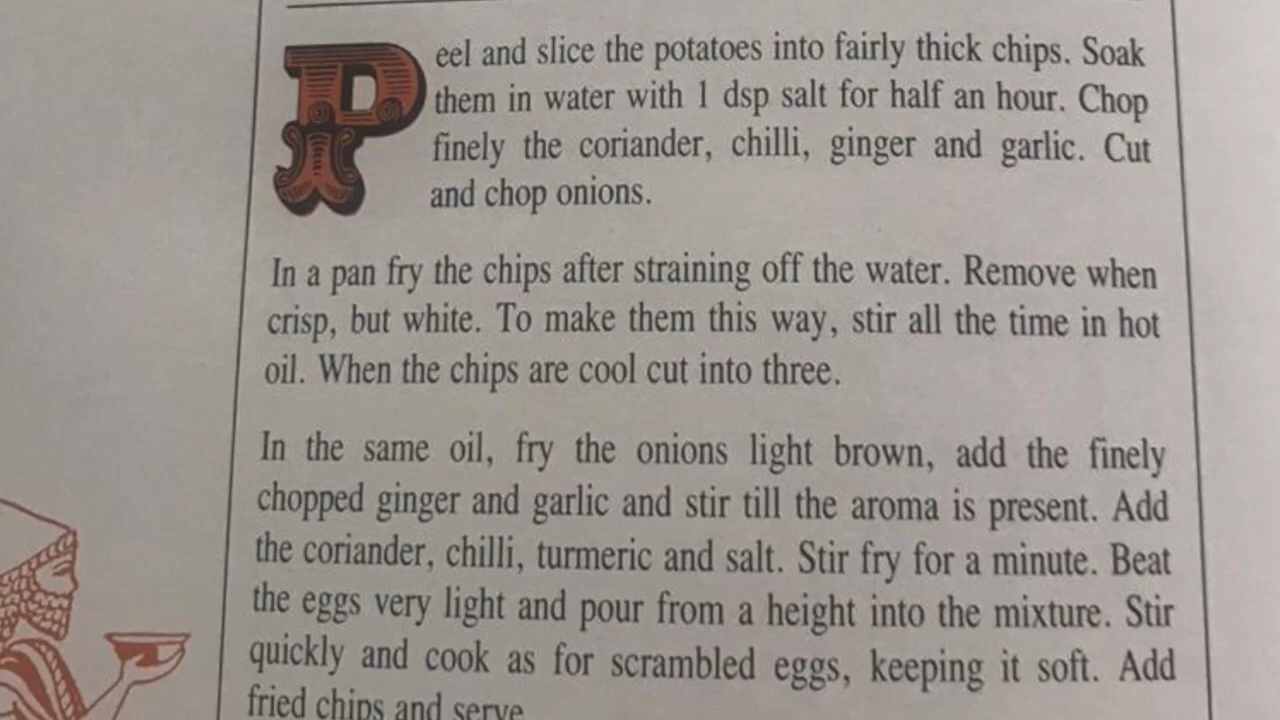 Peel and slice the potatoes into fairly thick chips. Soak
them in water with 1 dsp salt for half an hour. Chop
finely the coriander, chilli, ginger and garlic. Cut
and chop onions.
In a pan fry the chips after straining off the water. Remove when
crisp, but white. To make them this way, stir all the time in hot
oil. When the chips are cool cut into three.
In the same oil, fry the onions light brown, add the finely
chopped ginger and garlic and stir till the aroma is present. Add
the coriander, chilli, turmeric and salt. Stir fry for a minute. Beat
the eggs very light and pour from a height into the mixture. Stir
quickly and cook as for scrambled eggs, keeping it soft. Add
fried chips and serve